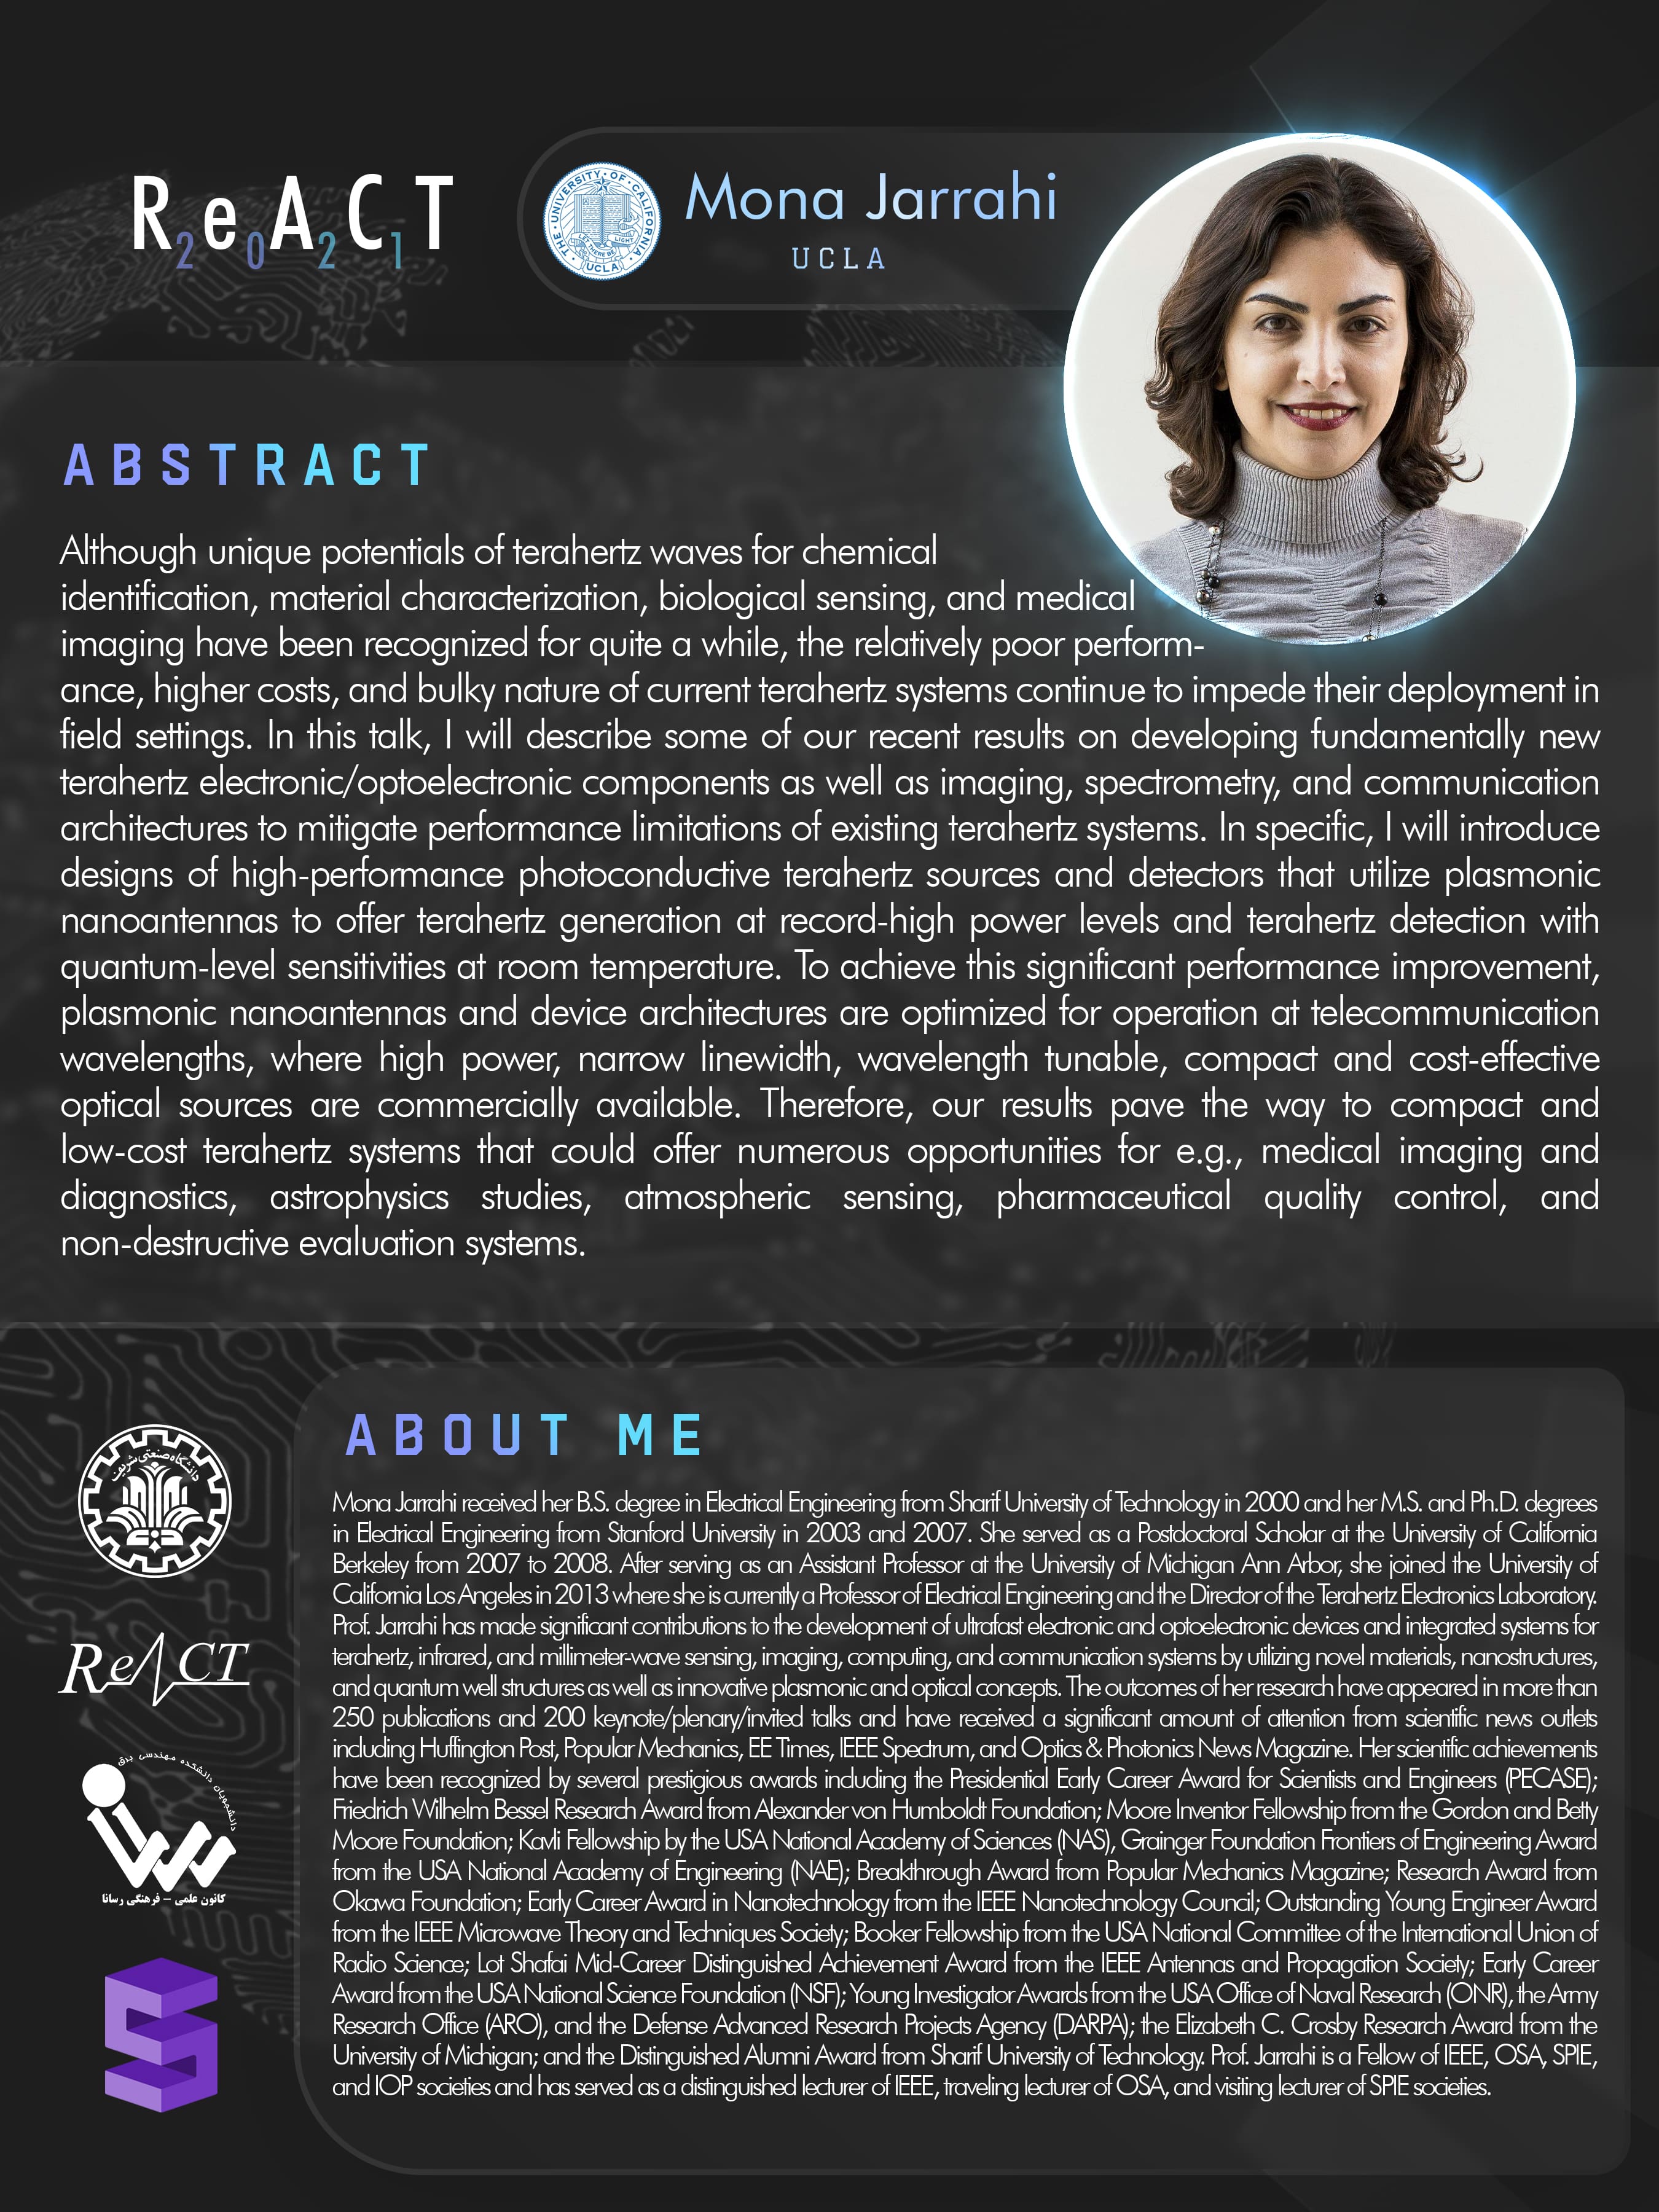 ReACT
2021
THE · UNIVERSITY · OF · CALIFORNIA ·
LET THERE BE LIGHT
UCLA
Mona Jarrahi
UCLA
ABSTRACT
Although unique potentials of terahertz waves for chemical
identification, material characterization, biological sensing, and medical
imaging have been recognized for quite a while, the relatively poor perform-
ance, higher costs, and bulky nature of current terahertz systems continue to impede their deployment in
field settings. In this talk, I will describe some of our recent results on developing fundamentally new
terahertz electronic/optoelectronic components as well as imaging, spectrometry, and communication
architectures to mitigate performance limitations of existing terahertz systems. In specific, I will introduce
designs of high-performance photoconductive terahertz sources and detectors that utilize plasmonic
nanoantennas to offer terahertz generation at record-high power levels and terahertz detection with
quantum-level sensitivities at room temperature. To achieve this significant performance improvement,
plasmonic nanoantennas and device architectures are optimized for operation at telecommunication
wavelengths, where high power, narrow linewidth, wavelength tunable, compact and cost-effective
optical sources are commercially available. Therefore, our results pave the way to compact and
low-cost terahertz systems that could offer numerous opportunities for e.g., medical imaging and
diagnostics, astrophysics studies, atmospheric sensing, pharmaceutical quality control, and
non-destructive evaluation systems.
ABOUT ME
Mona Jarrahi received her B.S. degree in Electrical Engineering from Sharif University of Technology in 2000 and her M.S. and Ph.D. degrees
in Electrical Engineering from Stanford University in 2003 and 2007. She served as a Postdoctoral Scholar at the University of California
Berkeley from 2007 to 2008. After serving as an Assistant Professor at the University of Michigan Ann Arbor, she joined the University of
California Los Angeles in 2013 where she is currently a Professor of Electrical Engineering and the Director of the Terahertz Electronics Laboratory.
Prof. Jarrahi has made significant contributions to the development of ultrafast electronic and optoelectronic devices and integrated systems for
terahertz, infrared, and millimeter-wave sensing, imaging, computing, and communication systems by utilizing novel materials, nanostructures,
and quantum well structures as well as innovative plasmonic and optical concepts. The outcomes of her research have appeared in more than
250 publications and 200 keynote/plenary/invited talks and have received a significant amount of attention from scientific news outlets
including Huffington Post, Popular Mechanics, EE Times, IEEE Spectrum, and Optics & Photonics News Magazine. Her scientific achievements
have been recognized by several prestigious awards including the Presidential Early Career Award for Scientists and Engineers (PECASE);
Friedrich Wilhelm Bessel Research Award from Alexander von Humboldt Foundation; Moore Inventor Fellowship from the Gordon and Betty
Moore Foundation; Kavli Fellowship by the USA National Academy of Sciences (NAS), Grainger Foundation Frontiers of Engineering Award
from the USA National Academy of Engineering (NAE); Breakthrough Award from Popular Mechanics Magazine; Research Award from
Okawa Foundation; Early Career Award in Nanotechnology from the IEEE Nanotechnology Council; Outstanding Young Engineer Award
from the IEEE Microwave Theory and Techniques Society; Booker Fellowship from the USA National Committee of the International Union of
Radio Science; Lot Shafai Mid-Career Distinguished Achievement Award from the IEEE Antennas and Propagation Society; Early Career
Award from the USA National Science Foundation (NSF); Young Investigator Awards from the USA Office of Naval Research (ONR), the Army
Research Office (ARO), and the Defense Advanced Research Projects Agency (DARPA); the Elizabeth C. Crosby Research Award from the
University of Michigan; and the Distinguished Alumni Award from Sharif University of Technology. Prof. Jarrahi is a Fellow of IEEE, OSA, SPIE,
and IOP societies and has served as a distinguished lecturer of IEEE, traveling lecturer of OSA, and visiting lecturer of SPIE societies.
دانشگاه صنعتی شریف
ReACT
دانشجویان دانشکده مهندسی برق
رسانا
کانون علمی - فرهنگی رسانا